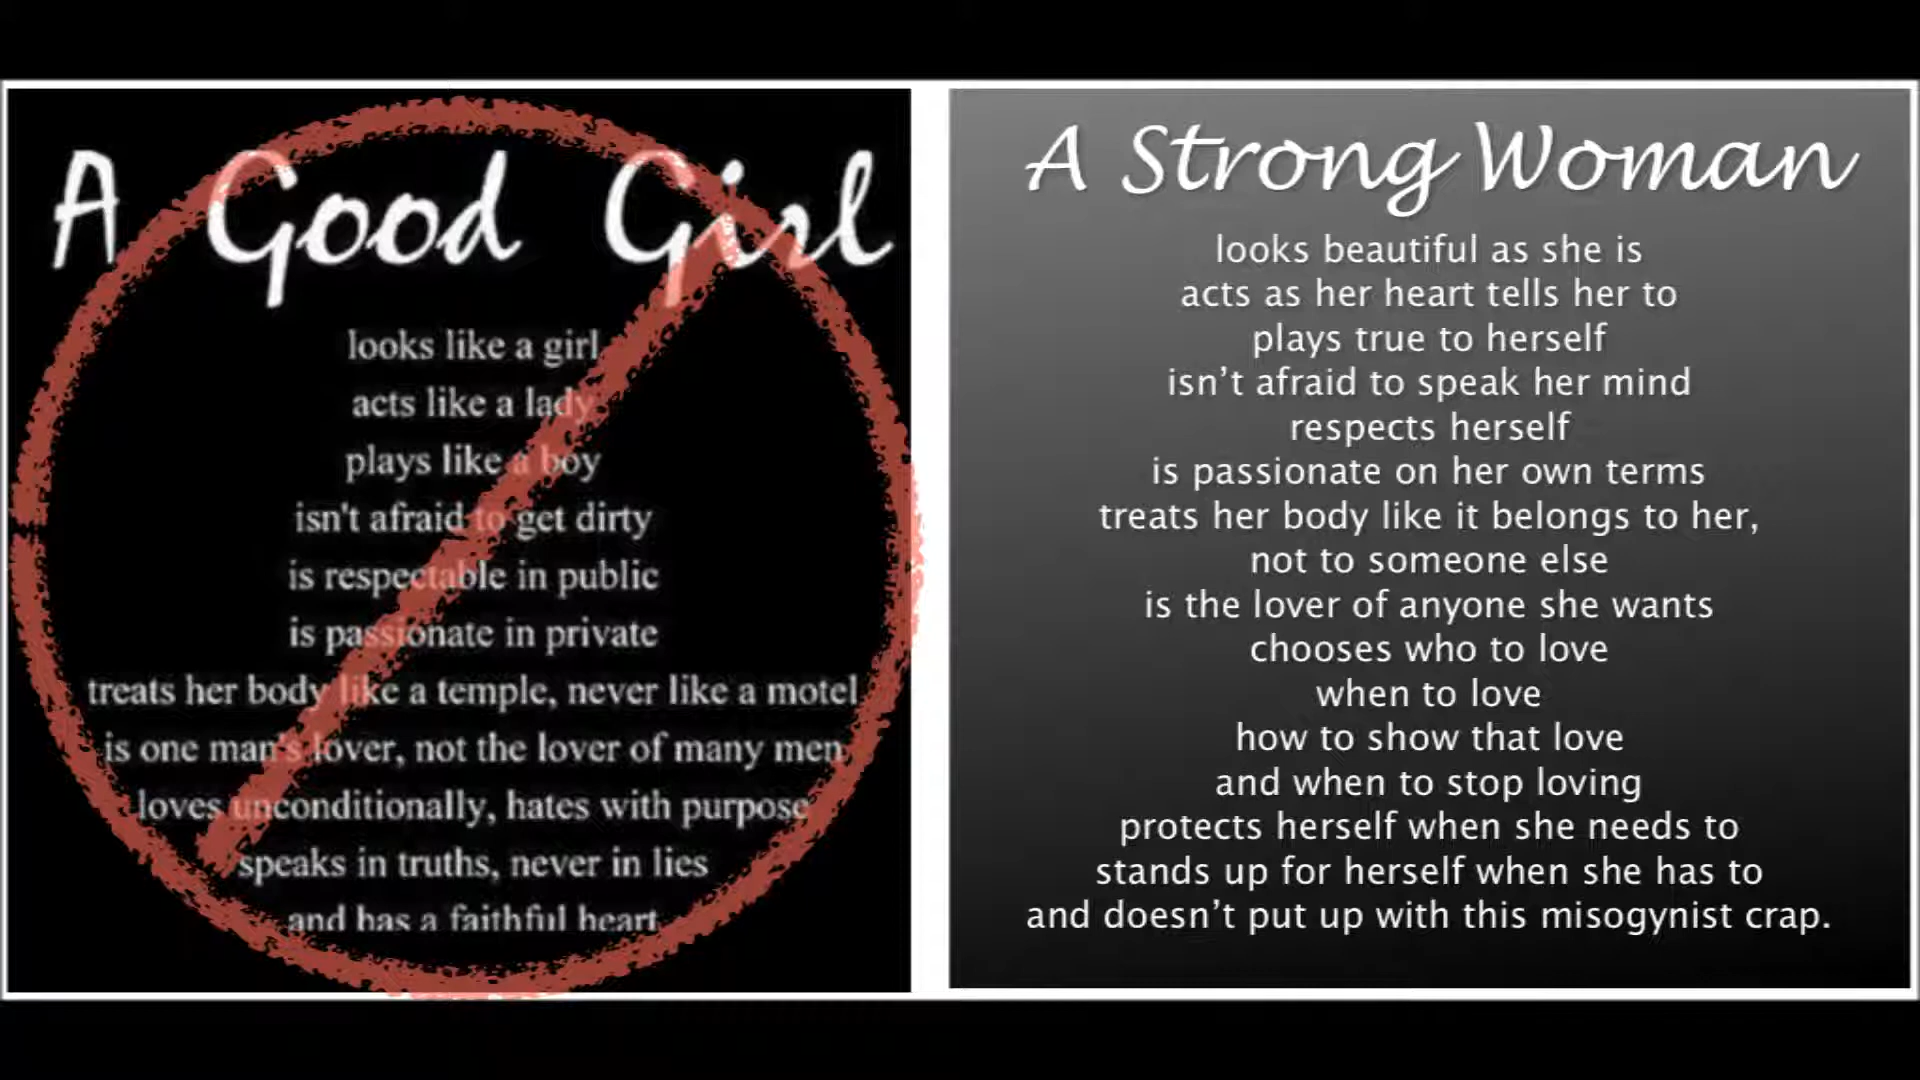 A Good Girl
looks like a girl
acts like a lady
plays like a boy
isn't afraid to get dirty
is respectable in public
is passionate in private
treats her body like a temple, never like a motel
is one man's lover, not the lover of many men
loves unconditionally, hates with purpose
speaks in truths, never in lies
and has a faithful heart
A Strong Woman
looks beautiful as she is
acts as her heart tells her to
plays true to herself
isn’t afraid to speak her mind
respects herself
is passionate on her own terms
treats her body like it belongs to her,
not to someone else
is the lover of anyone she wants
chooses who to love
when to love
how to show that love
and when to stop loving
protects herself when she needs to
stands up for herself when she has to
and doesn’t put up with this misogynist crap.